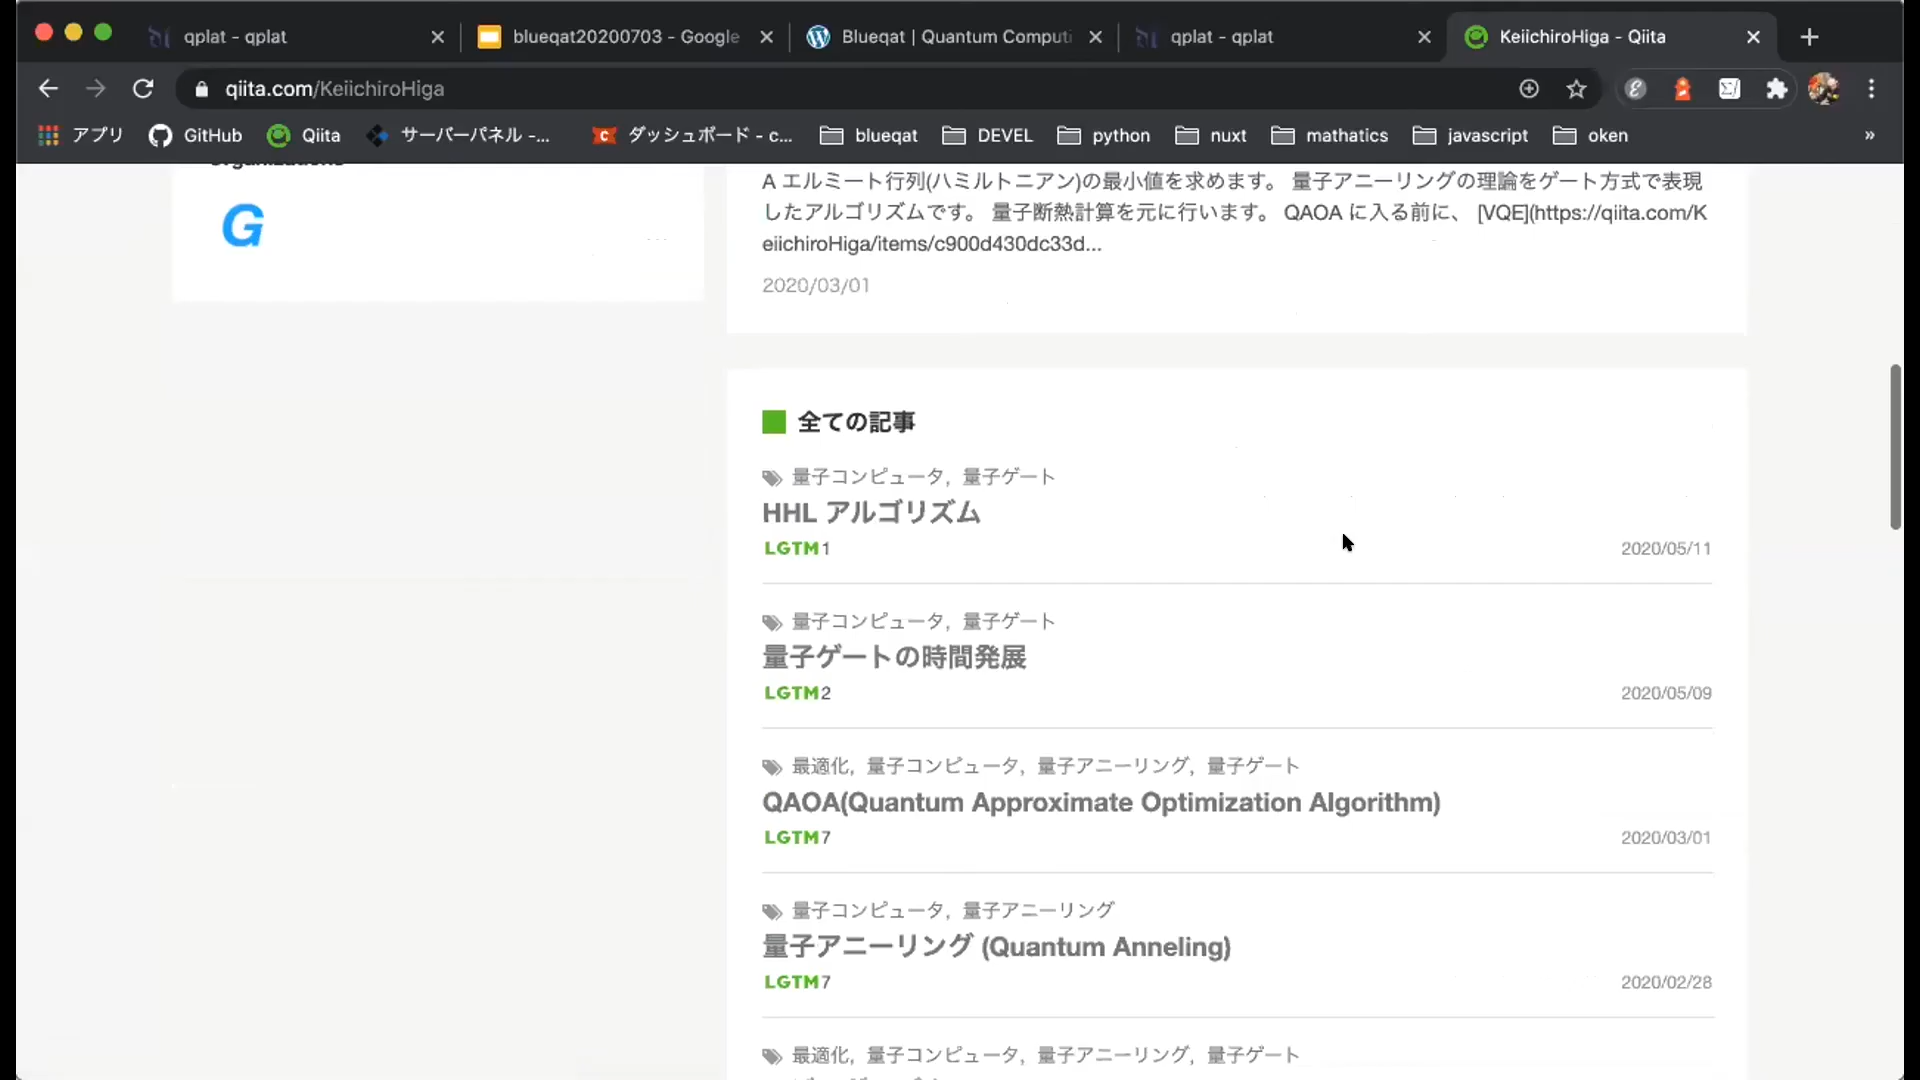 qplat - qplat
blueqat20200703 - Google
Blueqat | Quantum Computi
qplat - qplat
KeiichiroHiga - Qiita
qiita.com/KeiichiroHiga
アプリ
GitHub
Qiita
サーバーパネル -...
ダッシュボード - c...
blueqat
DEVEL
python
nuxt
mathatics
javascript
oken
»
G
A エルミート行列(ハミルトニアン)の最小値を求めます。 量子アニーリングの理論をゲート方式で表現
したアルゴリズムです。 量子断熱計算を元に行います。 QAOA に入る前に、 [VQE](https://qiita.com/K
eiichiroHiga/items/c900d430dc33d...
2020/03/01
全ての記事
量子コンピュータ, 量子ゲート
HHL アルゴリズム
LGTM1
2020/05/11
量子コンピュータ, 量子ゲート
量子ゲートの時間発展
LGTM2
2020/05/09
最適化, 量子コンピュータ, 量子アニーリング, 量子ゲート
QAOA(Quantum Approximate Optimization Algorithm)
LGTM7
2020/03/01
量子コンピュータ, 量子アニーリング
量子アニーリング (Quantum Anneling)
LGTM7
2020/02/28
最適化, 量子コンピュータ, 量子アニーリング, 量子ゲート